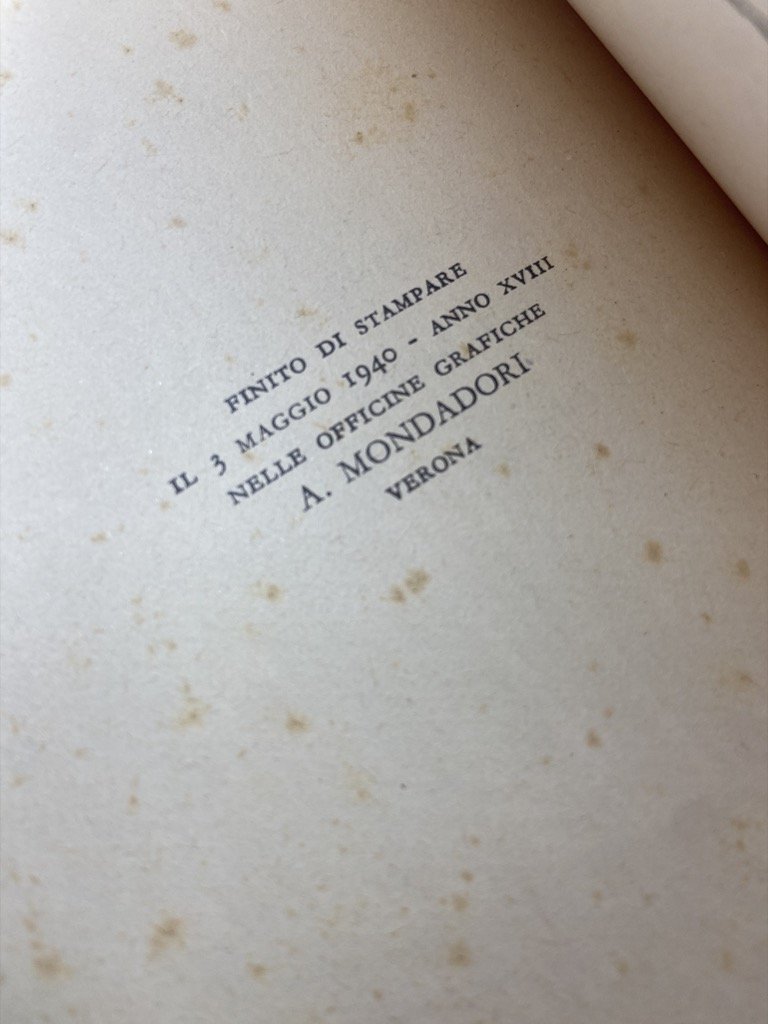 FINITO DI STAMPARE
IL 3 MAGGIO 1940 - ANNO XVIII
NELLE OFFICINE GRAFICHE
A. MONDADORI
VERONA